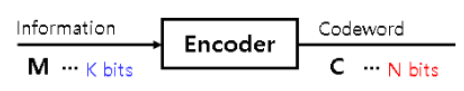 Information
Encoder
Codeword
M ··· K bits
C ··· N bits